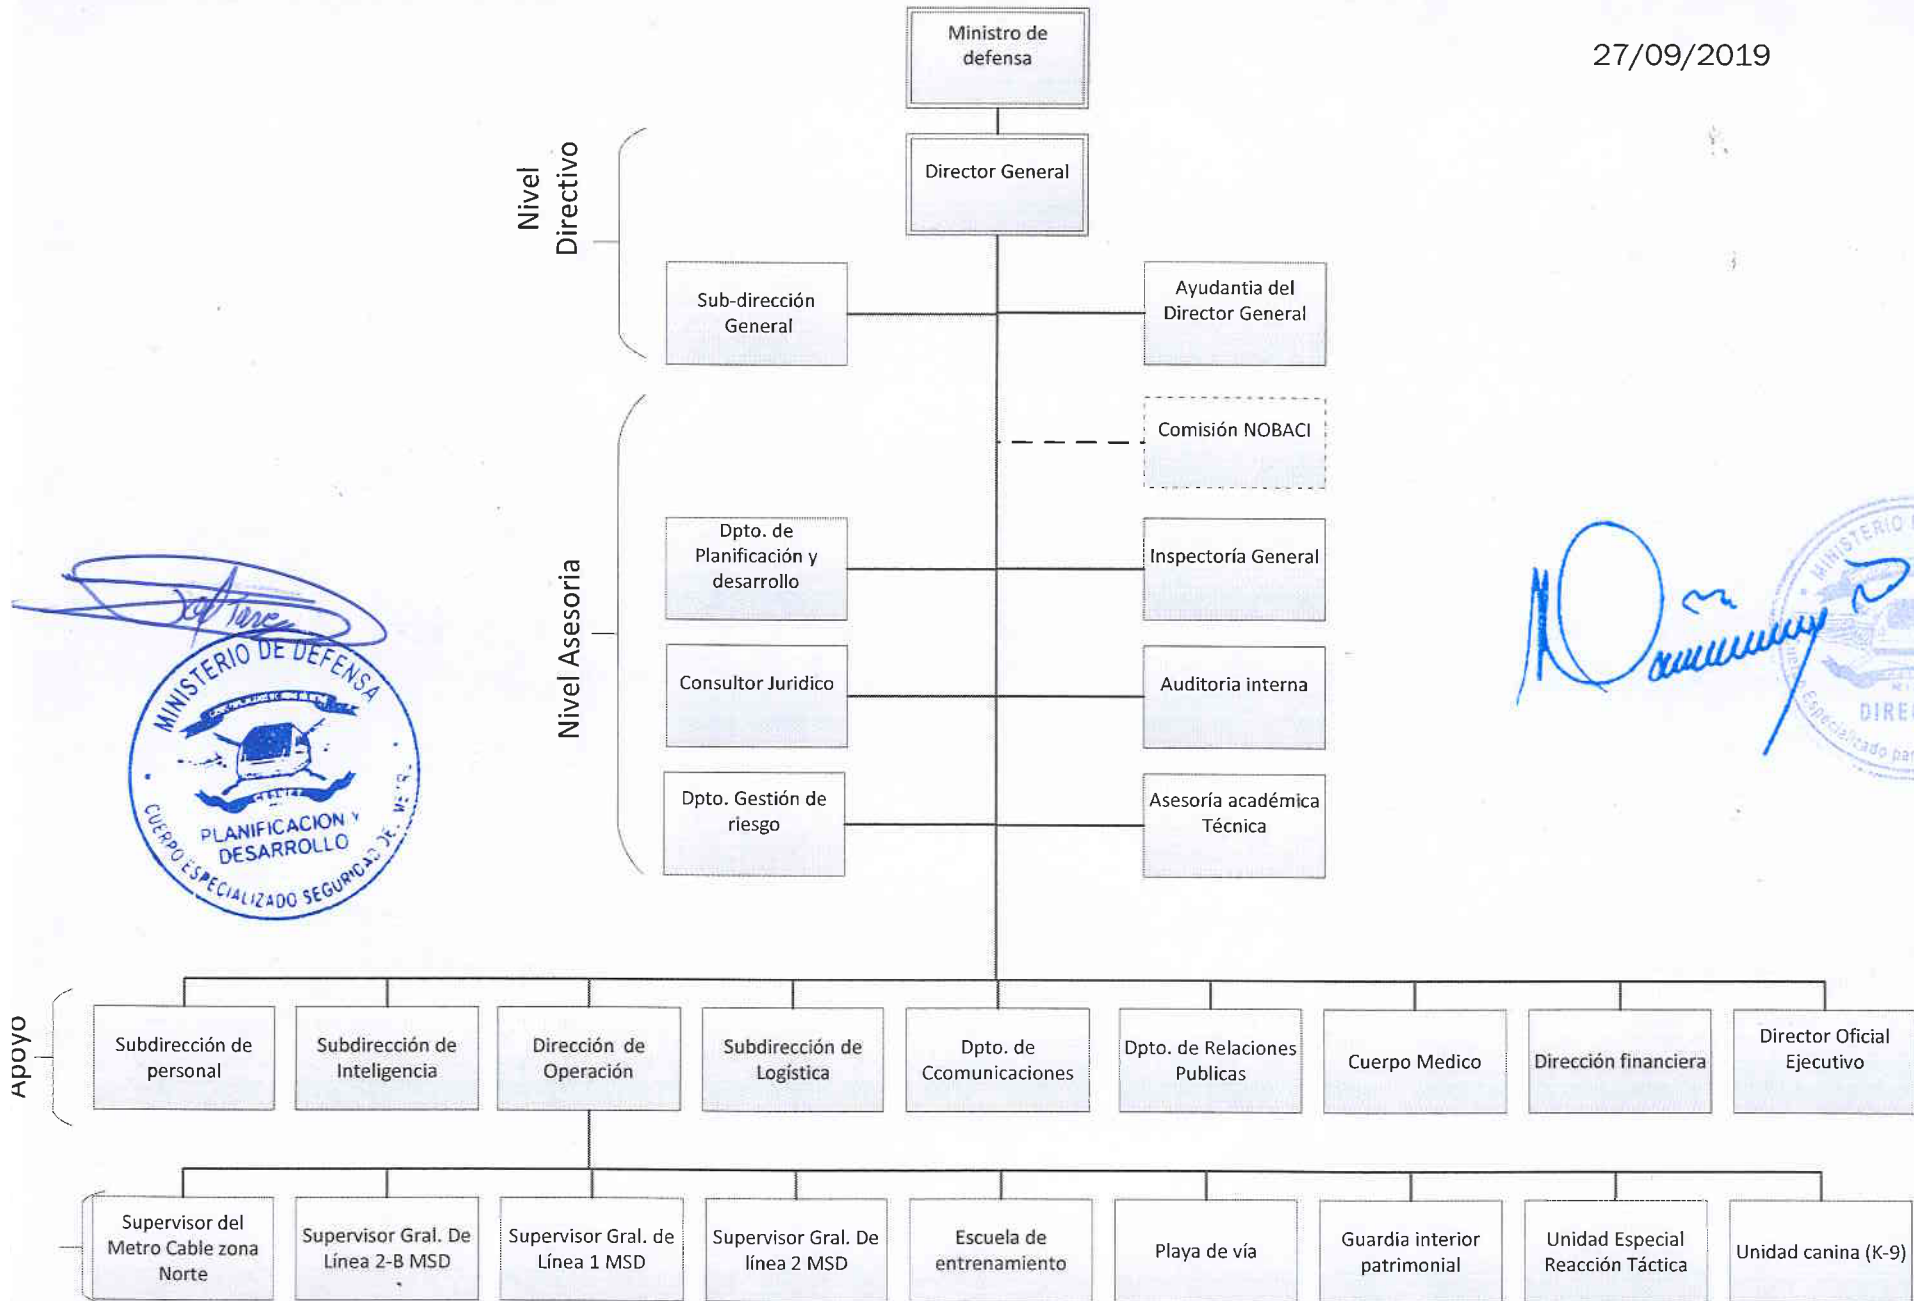 27/09/2019
Ministro de
defensa
Nivel
Directivo
Director General
Sub-dirección
General
Ayudantia del
Director General
Nivel Asesoria
Comisión NOBACI
Dpto. de
Planificación y
desarrollo
Inspectoría General
Consultor Juridico
Auditoria interna
Dpto. Gestión de
riesgo
Asesoría académica
Técnica
MINISTERIO DE DEFENSA
PLANIFICACION Y
DESARROLLO
CUERPO ESPECIALIZADO SEGURIDAD DE
MINISTERIO
DIREC
Especializado par
Apoyo
Subdirección de
personal
Subdirección de
Inteligencia
Dirección de
Operación
Subdirección de
Logística
Dpto. de
Ccomunicaciones
Dpto. de Relaciones
Publicas
Cuerpo Medico
Dirección financiera
Director Oficial
Ejecutivo
Supervisor del
Metro Cable zona
Norte
Supervisor Gral. De
Línea 2-B MSD
Supervisor Gral. de
Línea 1 MSD
Supervisor Gral. De
línea 2 MSD
Escuela de
entrenamiento
Playa de vía
Guardia interior
patrimonial
Unidad Especial
Reacción Táctica
Unidad canina (K-9)